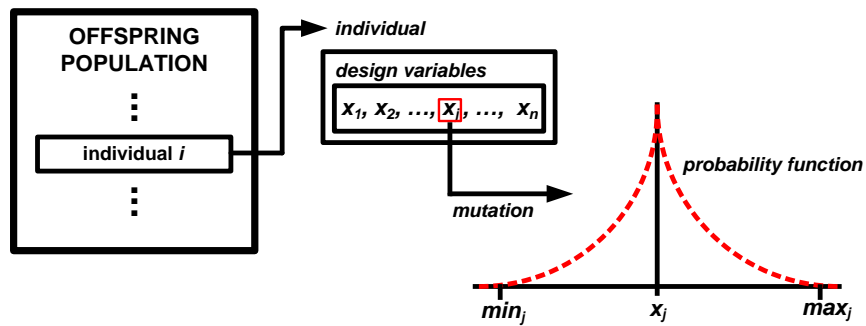 OFFSPRING
POPULATION
individual i
individual
design variables
x₁, x₂, ..., xⱼ, ..., xₙ
mutation
probability function
minⱼ
xⱼ
maxⱼ